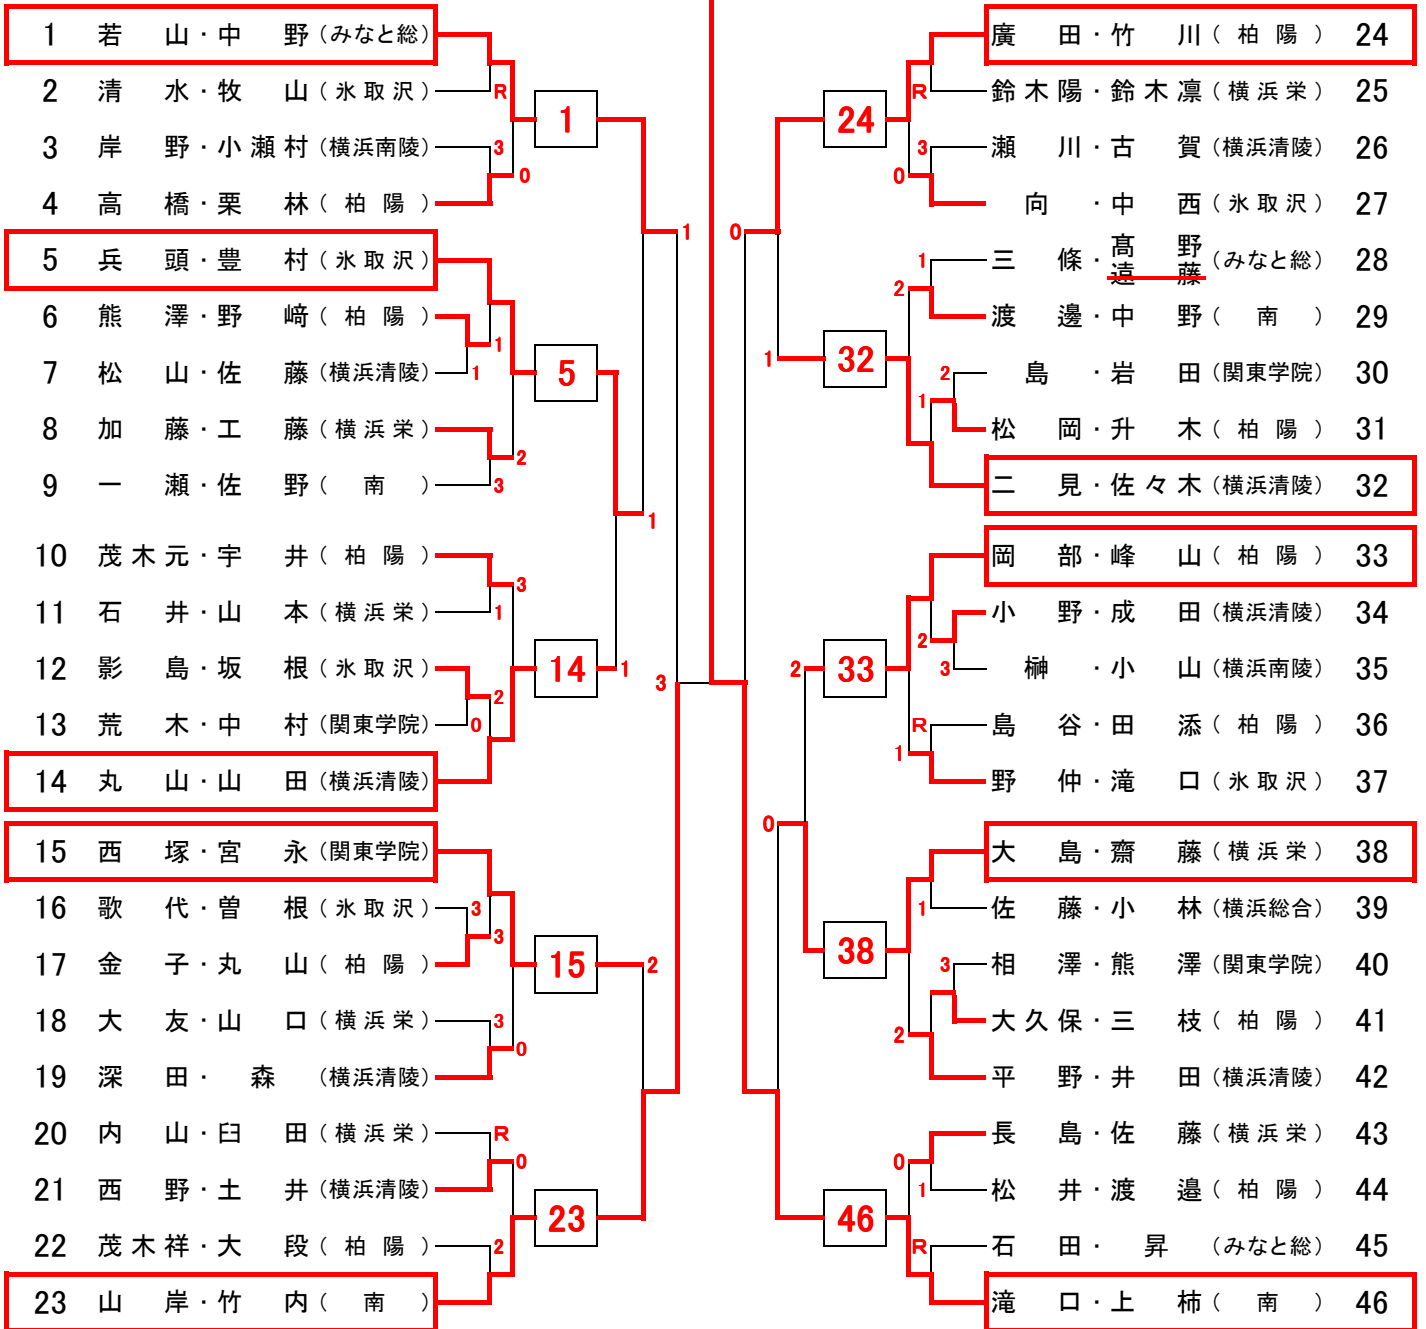 1 若山・中野（みなと総）
2 清水・牧山（氷取沢）
3 岸野・小瀬村（横浜南陵）
4 高橋・栗林（柏陽）
5 兵頭・豊村（氷取沢）
6 熊澤・野﨑（柏陽）
7 松山・佐藤（横浜清陵）
8 加藤・工藤（横浜栄）
9 一瀬・佐野（南）
10 茂木元・宇井（柏陽）
11 石井・山本（横浜栄）
12 影島・坂根（氷取沢）
13 荒木・中村（関東学院）
14 丸山・山田（横浜清陵）
15 西塚・宮永（関東学院）
16 歌代・曽根（氷取沢）
17 金子・丸山（柏陽）
18 大友・山口（横浜栄）
19 深田・森（横浜清陵）
20 内山・臼田（横浜栄）
21 西野・土井（横浜清陵）
22 茂木祥・大段（柏陽）
23 山岸・竹内（南）
R
3
0
1
1
1
2
3
3
1
2
0
3
3
3
0
R
0
2
1
5
14
15
23
1
1
1
2
3
廣田・竹川（柏陽） 24
鈴木陽・鈴木凛（横浜栄） 25
瀬川・古賀（横浜清陵） 26
向・中西（氷取沢） 27
三條・髙野（みなと総） 28
遠藤
渡邊・中野（南） 29
島・岩田（関東学院） 30
松岡・升木（柏陽） 31
二見・佐々木（横浜清陵） 32
岡部・峰山（柏陽） 33
小野・成田（横浜清陵） 34
榊・小山（横浜南陵） 35
島谷・田添（柏陽） 36
野仲・滝口（氷取沢） 37
大島・齋藤（横浜栄） 38
佐藤・小林（横浜総合） 39
相澤・熊澤（関東学院） 40
大久保・三枝（柏陽） 41
平野・井田（横浜清陵） 42
長島・佐藤（横浜栄） 43
松井・渡邉（柏陽） 44
石田・昇（みなと総） 45
滝口・上柿（南） 46
R
3
0
1
2
2
1
2
3
R
1
1
3
2
0
1
R
24
32
33
38
46
0
1
2
0